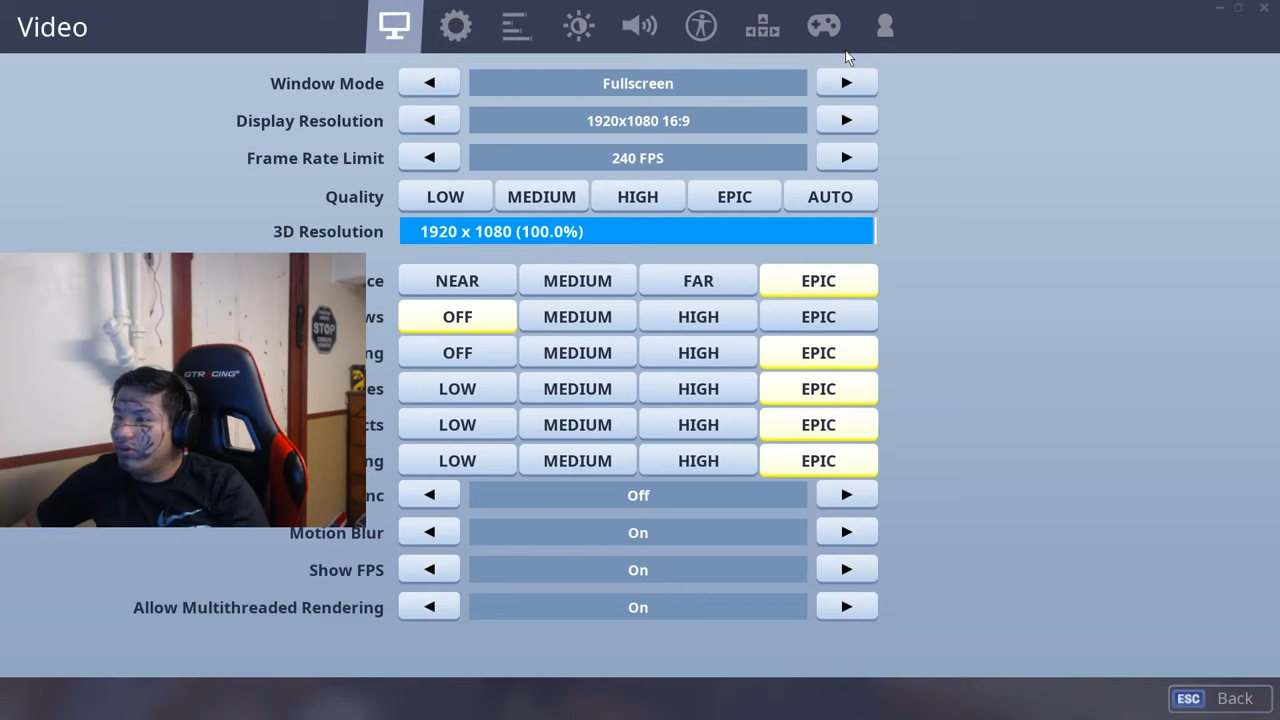 Video
Window Mode Fullscreen
Display Resolution 1920x1080 16:9
Frame Rate Limit 240 FPS
Quality LOW MEDIUM HIGH EPIC AUTO
3D Resolution 1920 x 1080 (100.0%)
ce NEAR MEDIUM FAR EPIC
ws OFF MEDIUM HIGH EPIC
ng OFF MEDIUM HIGH EPIC
es LOW MEDIUM HIGH EPIC
cts LOW MEDIUM HIGH EPIC
ng LOW MEDIUM HIGH EPIC
nc Off
Motion Blur On
Show FPS On
Allow Multithreaded Rendering On
STOP
GTRACING
ESC Back